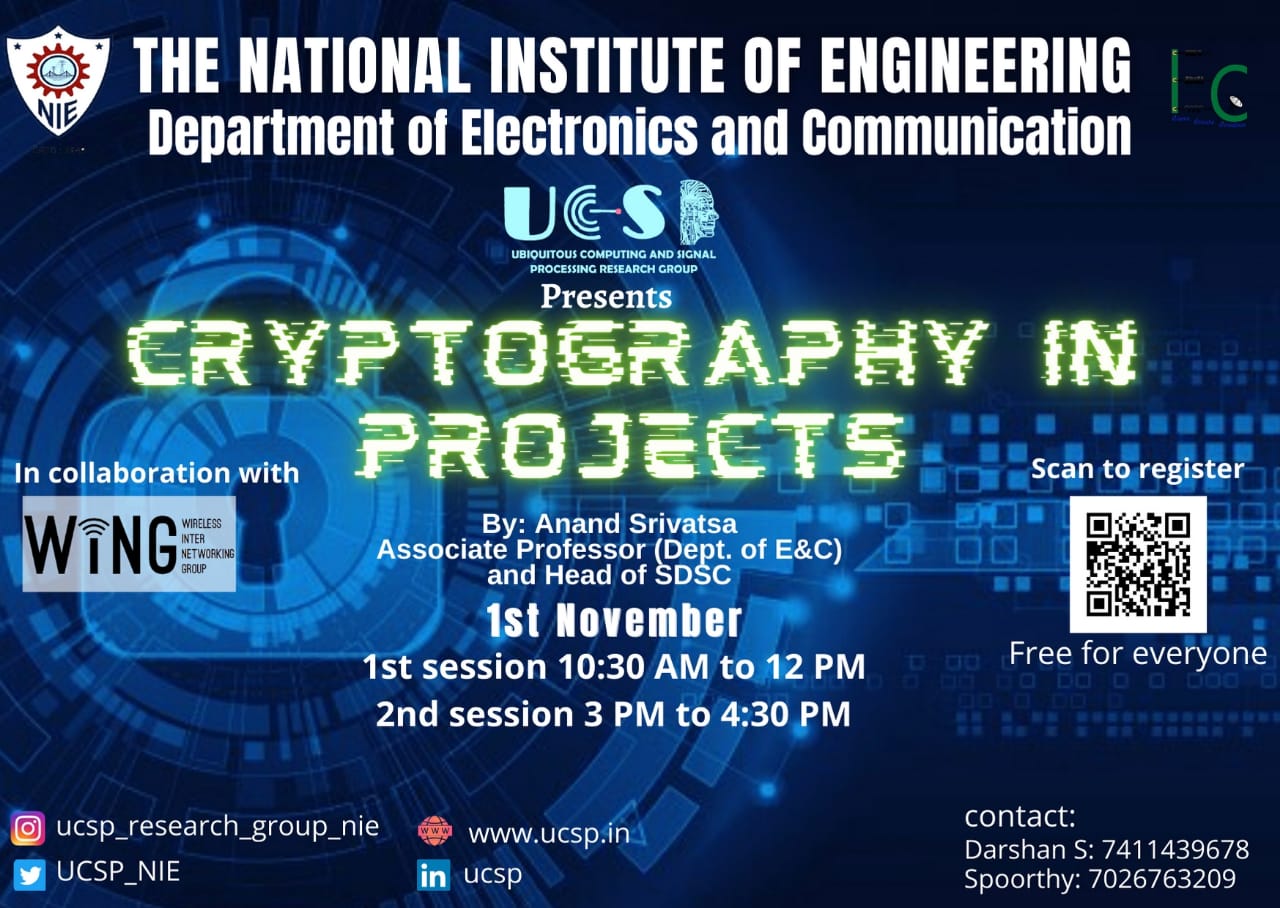 THE NATIONAL INSTITUTE OF ENGINEERING
Department of Electronics and Communication
NIE
EC
UCSP
UBIQUITOUS COMPUTING AND SIGNAL
PROCESSING RESEARCH GROUP
Presents
CRYPTOGRAPHY IN
PROJECTS
In collaboration with
WiNG
WIRELESS
INTER
NETWORKING
GROUP
By: Anand Srivatsa
Associate Professor (Dept. of E&C)
and Head of SDSC
1st November
1st session 10:30 AM to 12 PM
2nd session 3 PM to 4:30 PM
Scan to register
Free for everyone
ucsp_research_group_nie
UCSP_NIE
www.ucsp.in
in ucsp
contact:
Darshan S: 7411439678
Spoorthy: 7026763209